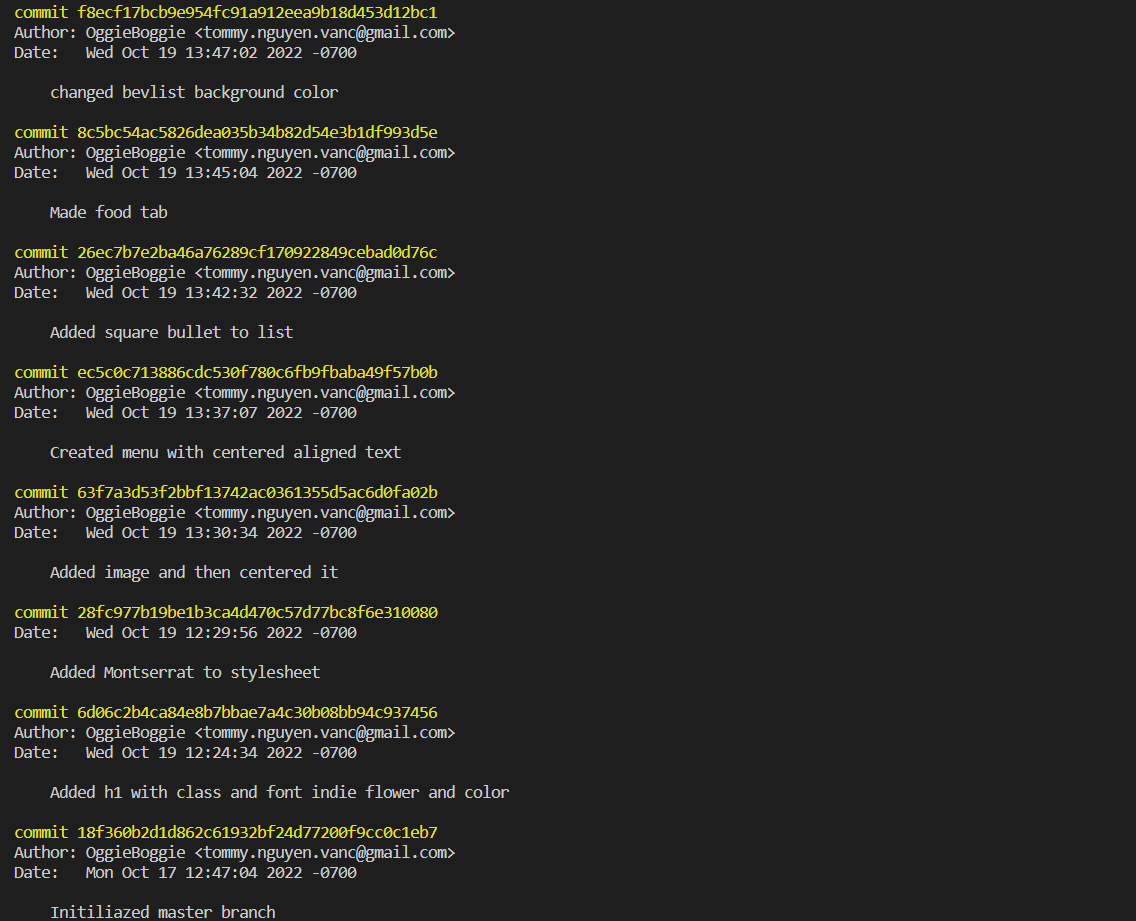 commit f8ecf17bcb9e954fc91a912eea9b18d453d12bc1
Author: OggieBoggie <tommy.nguyen.vanc@gmail.com>
Date:   Wed Oct 19 13:47:02 2022 -0700
changed bevlist background color
commit 8c5bc54ac5826dea035b34b82d54e3b1df993d5e
Author: OggieBoggie <tommy.nguyen.vanc@gmail.com>
Date:   Wed Oct 19 13:45:04 2022 -0700
Made food tab
commit 26ec7b7e2ba46a76289cf170922849cebad0d76c
Author: OggieBoggie <tommy.nguyen.vanc@gmail.com>
Date:   Wed Oct 19 13:42:32 2022 -0700
Added square bullet to list
commit ec5c0c713886cdc530f780c6fb9fbaba49f57b0b
Author: OggieBoggie <tommy.nguyen.vanc@gmail.com>
Date:   Wed Oct 19 13:37:07 2022 -0700
Created menu with centered aligned text
commit 63f7a3d53f2bbf13742ac0361355d5ac6d0fa02b
Author: OggieBoggie <tommy.nguyen.vanc@gmail.com>
Date:   Wed Oct 19 13:30:34 2022 -0700
Added image and then centered it
commit 28fc977b19be1b3ca4d470c57d77bc8f6e310080
Date:   Wed Oct 19 12:29:56 2022 -0700
Added Montserrat to stylesheet
commit 6d06c2b4ca84e8b7bbae7a4c30b08bb94c937456
Author: OggieBoggie <tommy.nguyen.vanc@gmail.com>
Date:   Wed Oct 19 12:24:34 2022 -0700
Added h1 with class and font indie flower and color
commit 18f360b2d1d862c61932bf24d77200f9cc0c1eb7
Author: OggieBoggie <tommy.nguyen.vanc@gmail.com>
Date:   Mon Oct 17 12:47:04 2022 -0700
Initiliazed master branch